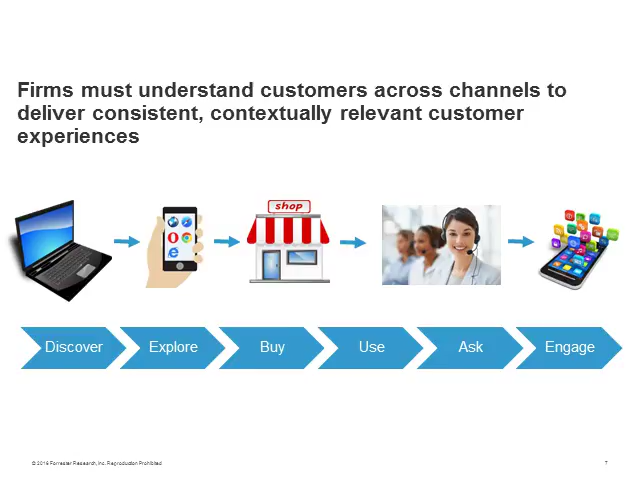 Firms must understand customers across channels to
deliver consistent, contextually relevant customer
experiences
shop
Discover
Explore
Buy
Use
Ask
Engage
© 2016 Forrester Research, Inc. Reproduction Prohibited
7